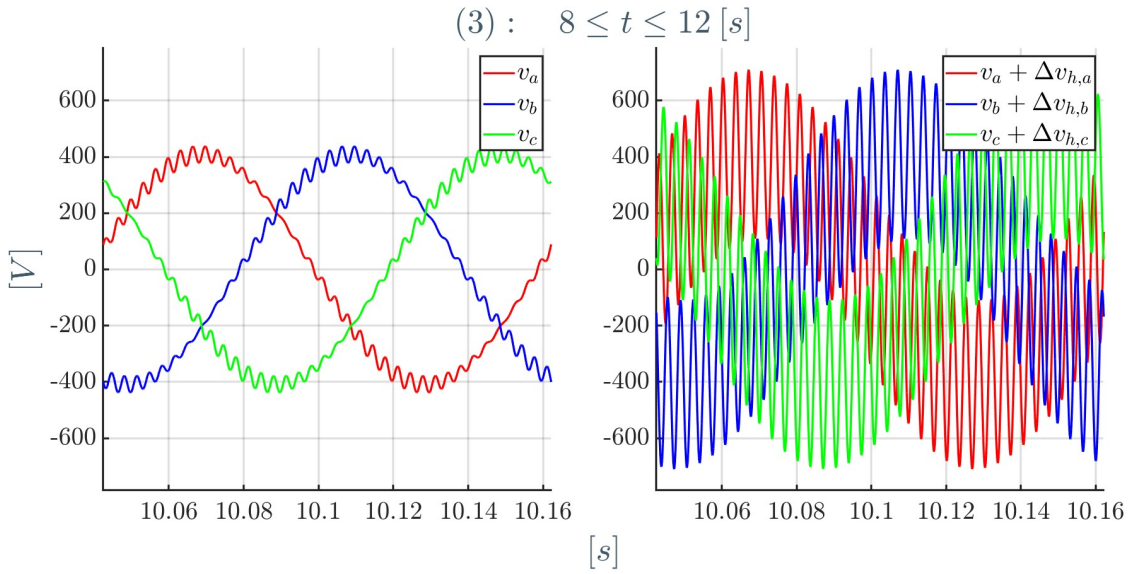 (3) : 8 ≤ t ≤ 12 [s]
[V]
600
400
200
0
-200
-400
-600
10.06 10.08 10.1 10.12 10.14 10.16
v_a
v_b
v_c
600
400
200
0
-200
-400
-600
10.06 10.08 10.1 10.12 10.14 10.16
v_a + Δv_{h,a}
v_b + Δv_{h,b}
v_c + Δv_{h,c}
[s]